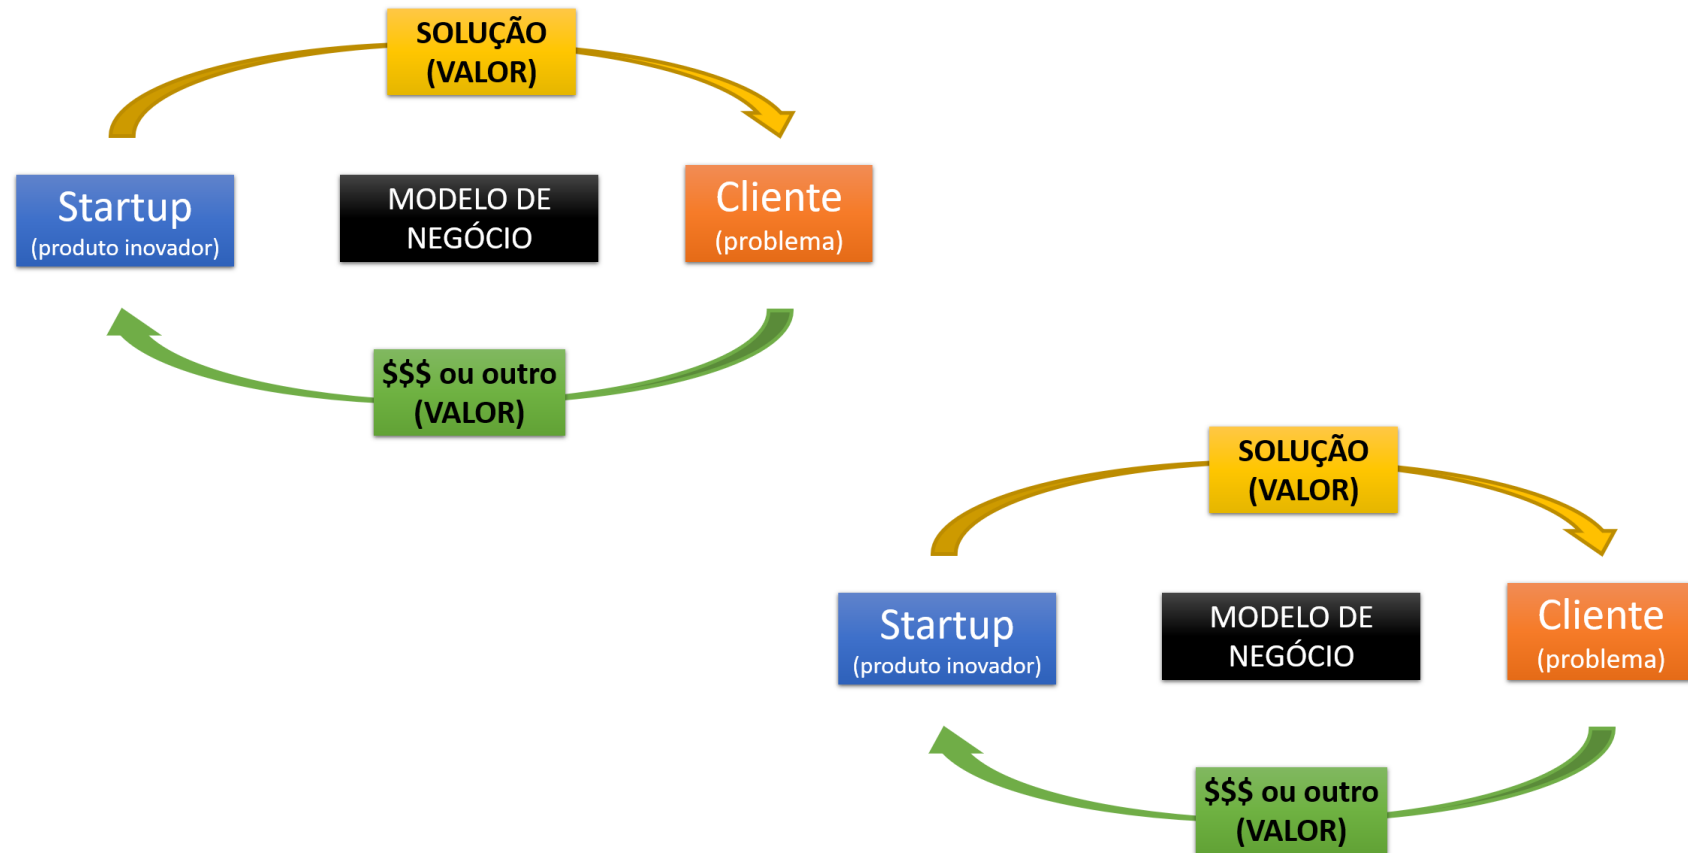 SOLUÇÃO
(VALOR)
Startup
(produto inovador)
MODELO DE
NEGÓCIO
Cliente
(problema)
$$$ ou outro
(VALOR)
SOLUÇÃO
(VALOR)
Startup
(produto inovador)
MODELO DE
NEGÓCIO
Cliente
(problema)
$$$ ou outro
(VALOR)